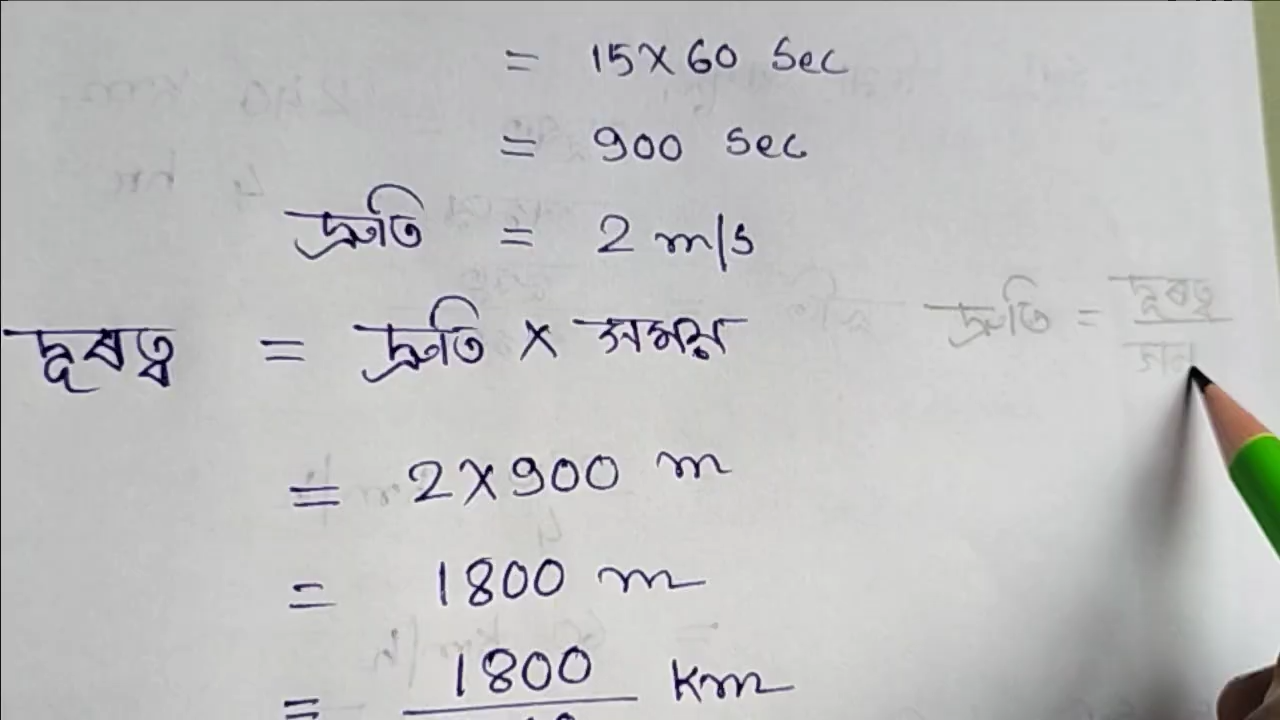 = 15×60 Sec
= 900 Sec
দ্ৰুতি = 2 m/s
দূৰত্ব = দ্ৰুতি × সময়
দ্ৰুতি = দূৰত্ব
= 2×900 m
= 1800 m
= 1800 km